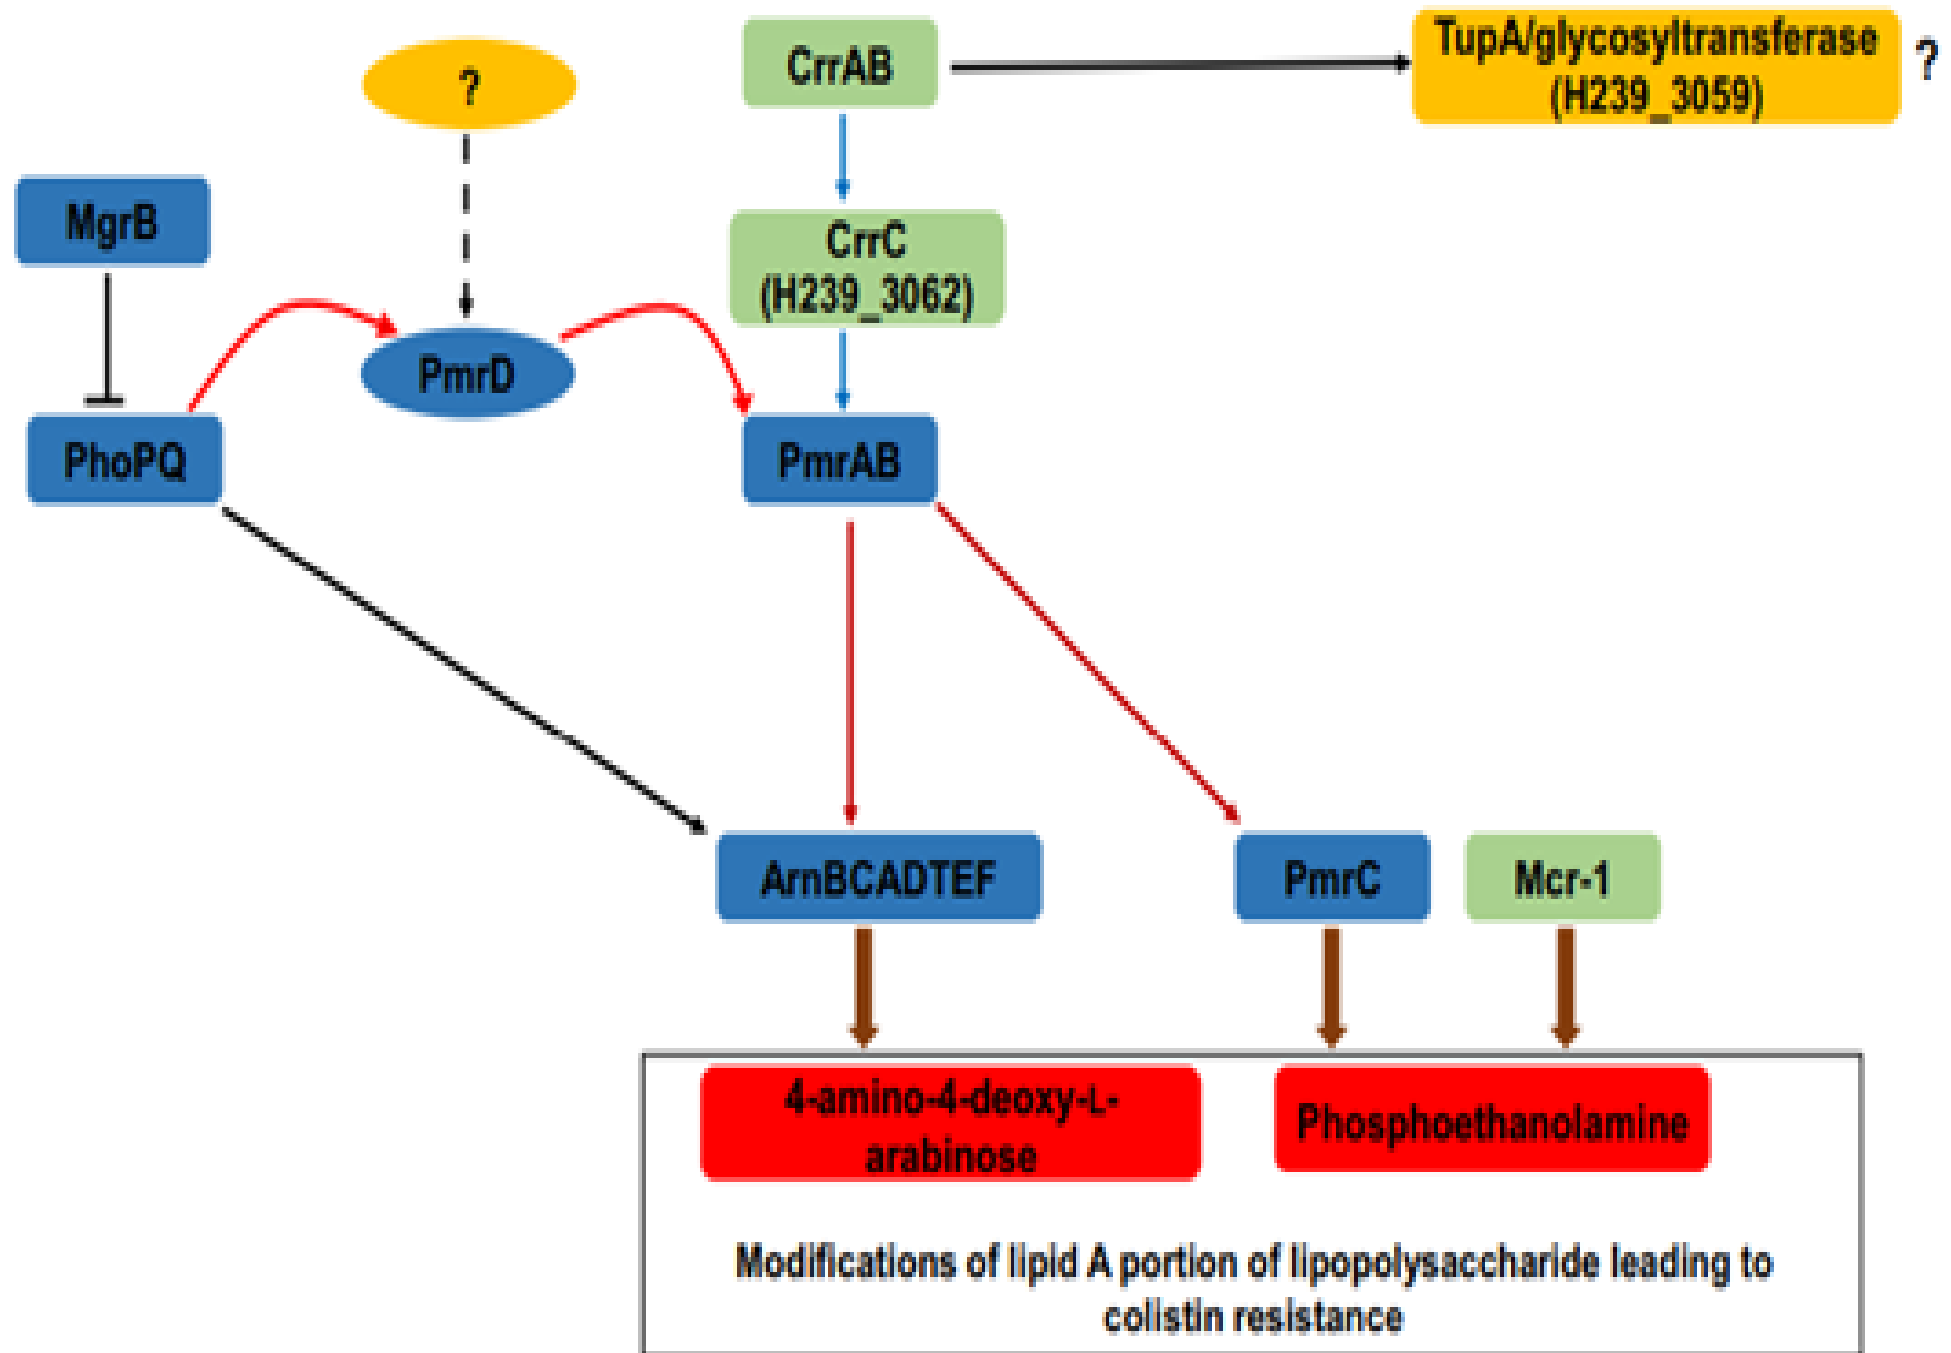 CrrAB
TupA/glycosyltransferase
(H239_3059)
?
?
MgrB
CrrC
(H239_3062)
PmrD
PhoPQ
PmrAB
ArnBCADTEF
PmrC
Mcr-1
4-amino-4-deoxy-L-
arabinose
Phosphoethanolamine
Modifications of lipid A portion of lipopolysaccharide leading to
colistin resistance